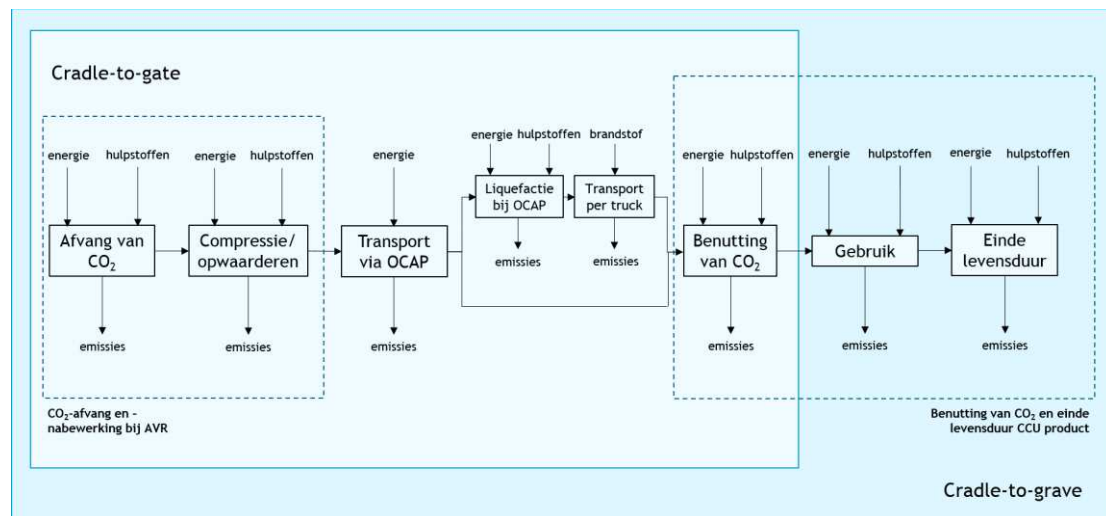 Cradle-to-gate
energie hulpstoffen energie hulpstoffen
energie
energie hulpstoffen brandstof
energie hulpstoffen
energie hulpstoffen
energie hulpstoffen
Afvang van
CO₂
Compressie/
opwaarderen
Transport
via OCAP
Liquefactie
bij OCAP
Transport
per truck
Benutting
van CO₂
Gebruik
Einde
levensduur
emissies
emissies
emissies
emissies
emissies
emissies
emissies
emissies
CO₂-afvang en -
nabewerking bij AVR
Benutting van CO₂ en einde
levensduur CCU product
Cradle-to-grave